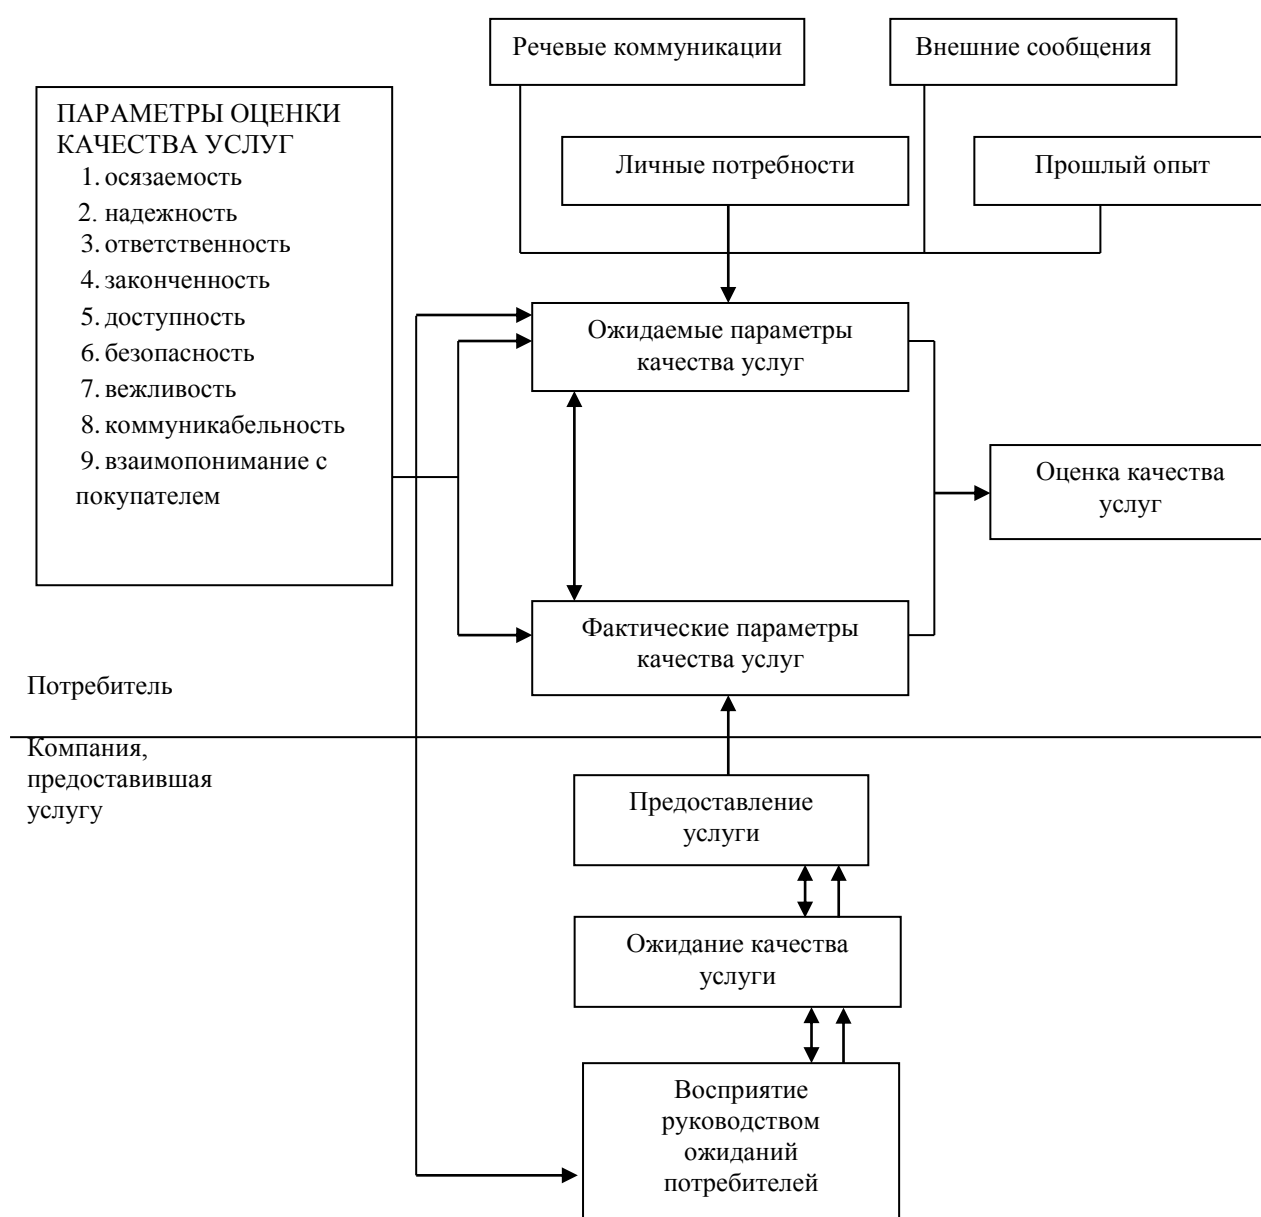 Речевые коммуникации
Внешние сообщения
ПАРАМЕТРЫ ОЦЕНКИ
КАЧЕСТВА УСЛУГ
1. осязаемость
2. надежность
3. ответственность
4. законченность
5. доступность
6. безопасность
7. вежливость
8. коммуникабельность
9. взаимопонимание с
покупателем
Личные потребности
Прошлый опыт
Ожидаемые параметры
качества услуг
Оценка качества
услуг
Фактические параметры
качества услуг
Потребитель
Компания,
предоставившая
услугу
Предоставление
услуги
Ожидание качества
услуги
Восприятие
руководством
ожиданий
потребителей